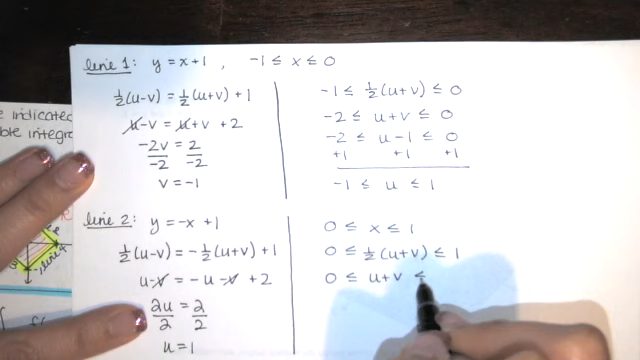 line 1: y = x + 1 , -1 ≤ x ≤ 0
½(u-v) = ½(u+v) + 1
u-v = u+v + 2
-2v = 2
-2 -2
v = -1
-1 ≤ ½(u+v) ≤ 0
-2 ≤ u+v ≤ 0
-2 ≤ u-1 ≤ 0
+1 +1 +1
-1 ≤ u ≤ 1
line 2: y = -x + 1
½(u-v) = -½(u+v) + 1
u-v = -u-v + 2
2u = 2
2 2
u = 1
0 ≤ x ≤ 1
0 ≤ ½(u+v) ≤ 1
0 ≤ u+v ≤
e indicated
ble integra